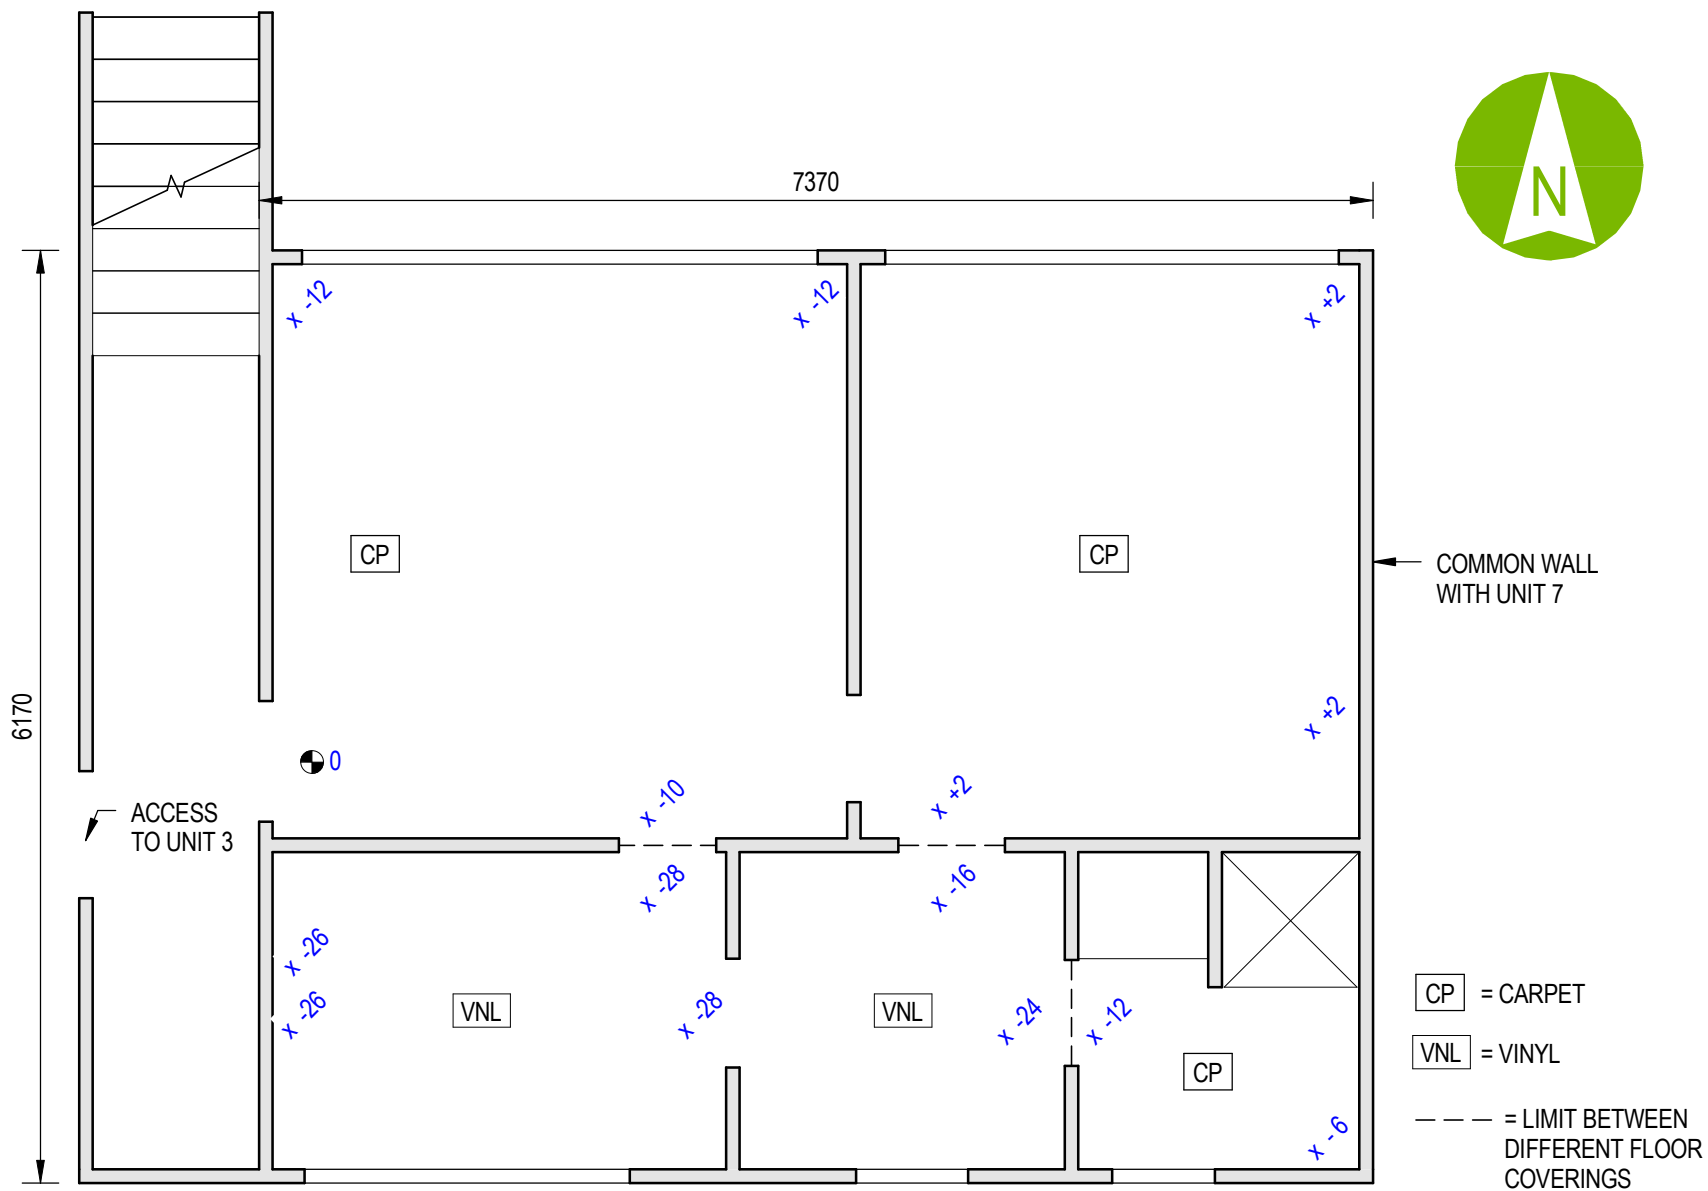 7370
N
x -12
x -12
x +2
CP
CP
COMMON WALL
WITH UNIT 7
6170
x +2
0
x -10
x +2
ACCESS
TO UNIT 3
x -28
x -16
x -26
x -26
VNL
x -28
VNL
x -24
x -12
CP
x -6
CP = CARPET
VNL = VINYL
= LIMIT BETWEEN
DIFFERENT FLOOR
COVERINGS